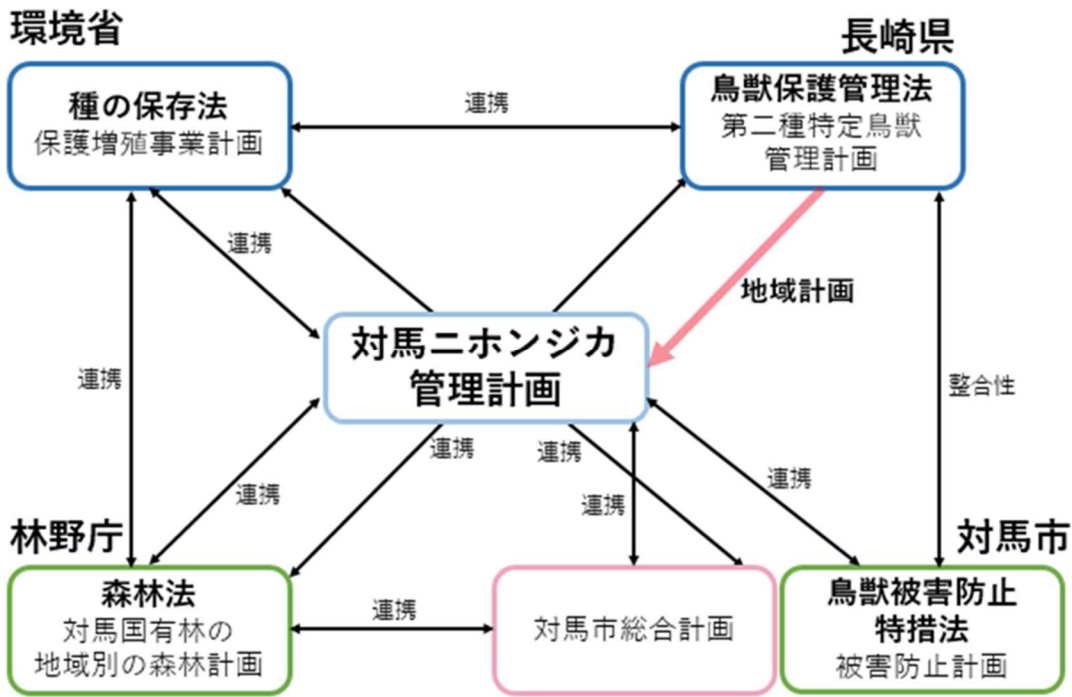 環境省
長崎県
種の保存法
保護増殖事業計画
連携
鳥獣保護管理法
第二種特定鳥獣
管理計画
連携
地域計画
対馬ニホンジカ
管理計画
連携
整合性
連携
連携
連携
連携
連携
林野庁
対馬市
森林法
対馬国有林の
地域別の森林計画
連携
対馬市総合計画
鳥獣被害防止
特措法
被害防止計画